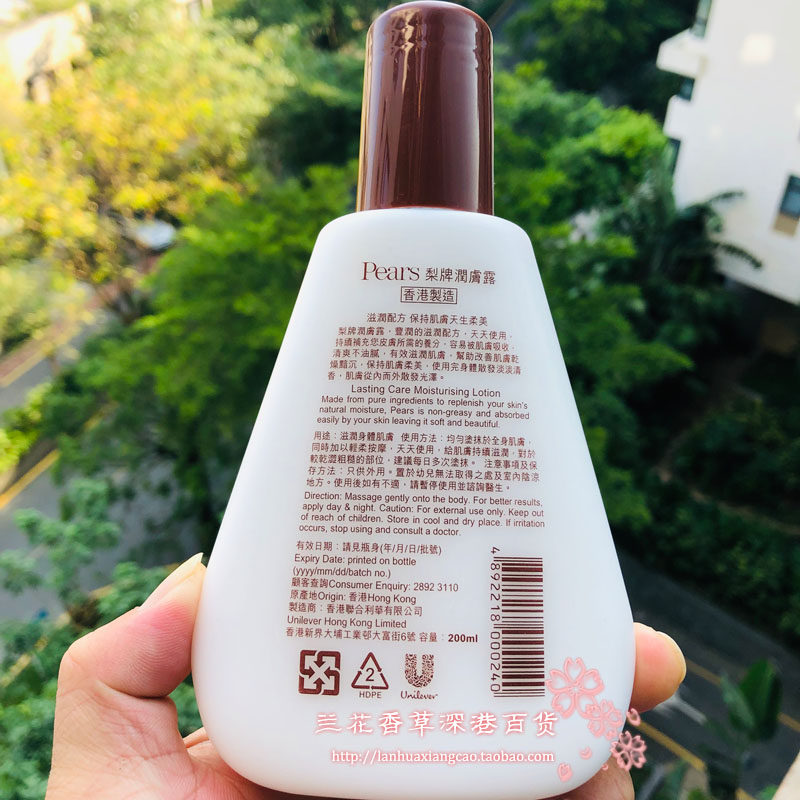 Pears 梨牌潤膚露
香港製造
滋潤配方 保持肌膚天生柔美
梨牌潤膚露，豐潤的滋潤配方，天天使用，
持續補充您皮膚所需的養分，容易被肌膚吸收，
清爽不油膩，有效滋潤肌膚，幫助改善肌膚乾
燥黯沉，保持肌膚柔美，使用完身體散發淡淡清
香，肌膚從內而外散發光澤。
Lasting Care Moisturising Lotion
Made from pure ingredients to replenish your skin's
natural moisture, Pears is non-greasy and absorbed
easily by your skin leaving it soft and beautiful.
用途：滋潤身體肌膚 使用方法：均勻塗抹於全身肌膚，
同時加以輕柔按摩，天天使用，給肌膚持續滋潤，對於
較乾澀粗糙的部位，建議每日多次塗抹。 注意事項及保
存方法：只供外用。置於幼兒無法取得之處及室內陰涼
地方。使用後如有不適，請暫停使用並諮詢醫生。
Direction: Massage gently onto the body. For better results,
apply day & night. Caution: For external use only. Keep out
of reach of children. Store in cool and dry place. If irritation
occurs, stop using and consult a doctor.
有效日期：請見瓶身(年/月/日/批號)
Expiry Date: printed on bottle
(yyyy/mm/dd/batch no.)
顧客查詢Consumer Enquiry: 2892 3110
原產地Origin: 香港Hong Kong
製造商：香港聯合利華有限公司
Unilever Hong Kong Limited
香港新界大埔工業邨大富街6號 容量：200ml
4 892218 000240
2
HDPE
Unilever
兰花香草深港百货
http://lanhuaxiangcao.taobao.com